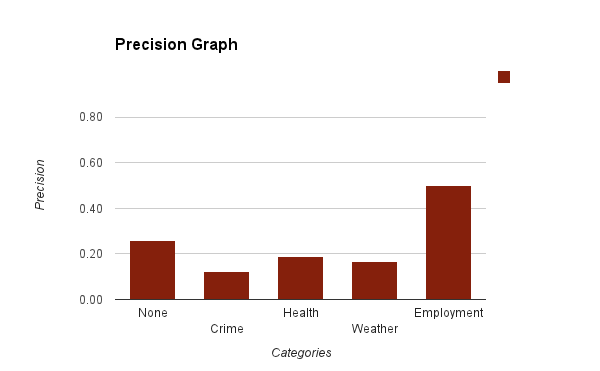 Precision Graph
0.80
0.60
0.40
0.20
0.00
Precision
None
Crime
Health
Weather
Employment
Categories